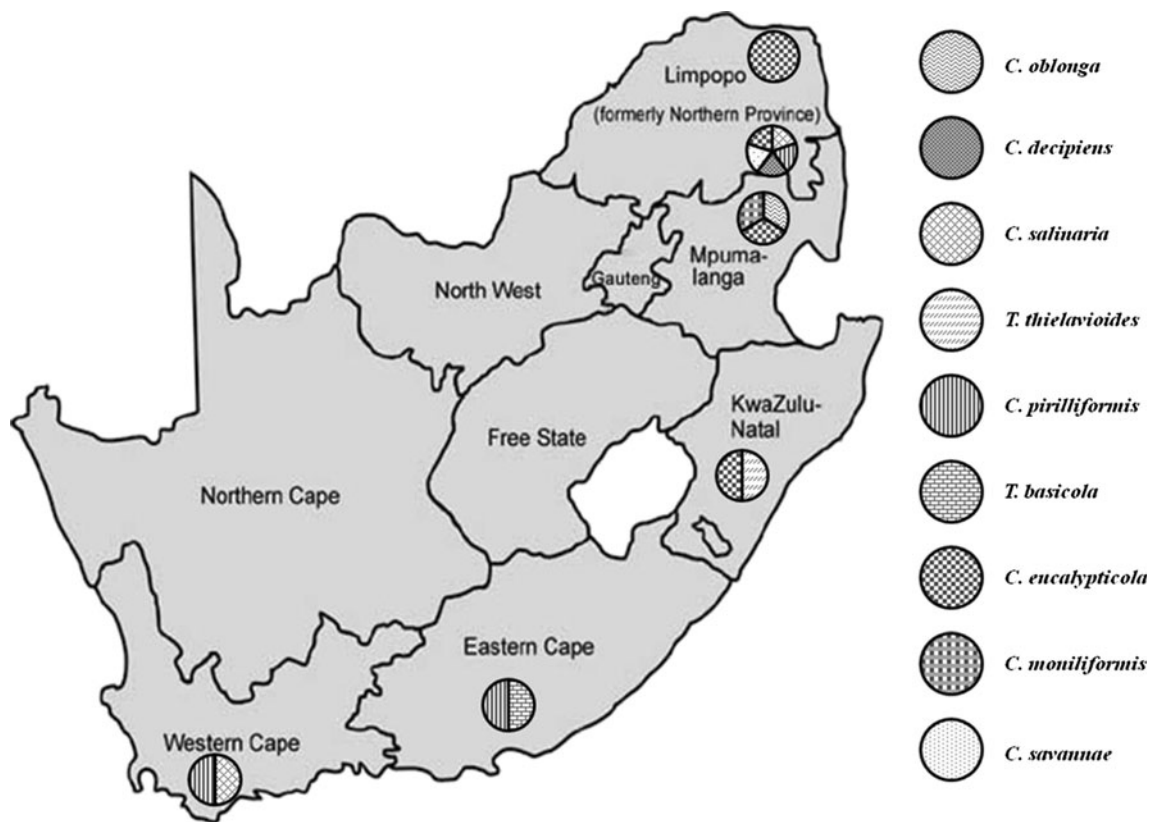 Limpopo
(formerly Northern Province)
Mpuma-
langa
Gauteng
North West
KwaZulu-
Natal
Free State
Northern Cape
Eastern Cape
Western Cape
C. oblonga
C. decipiens
C. salinaria
T. thielavioides
C. pirilliformis
T. basicola
C. eucalypticola
C. moniliformis
C. savannae